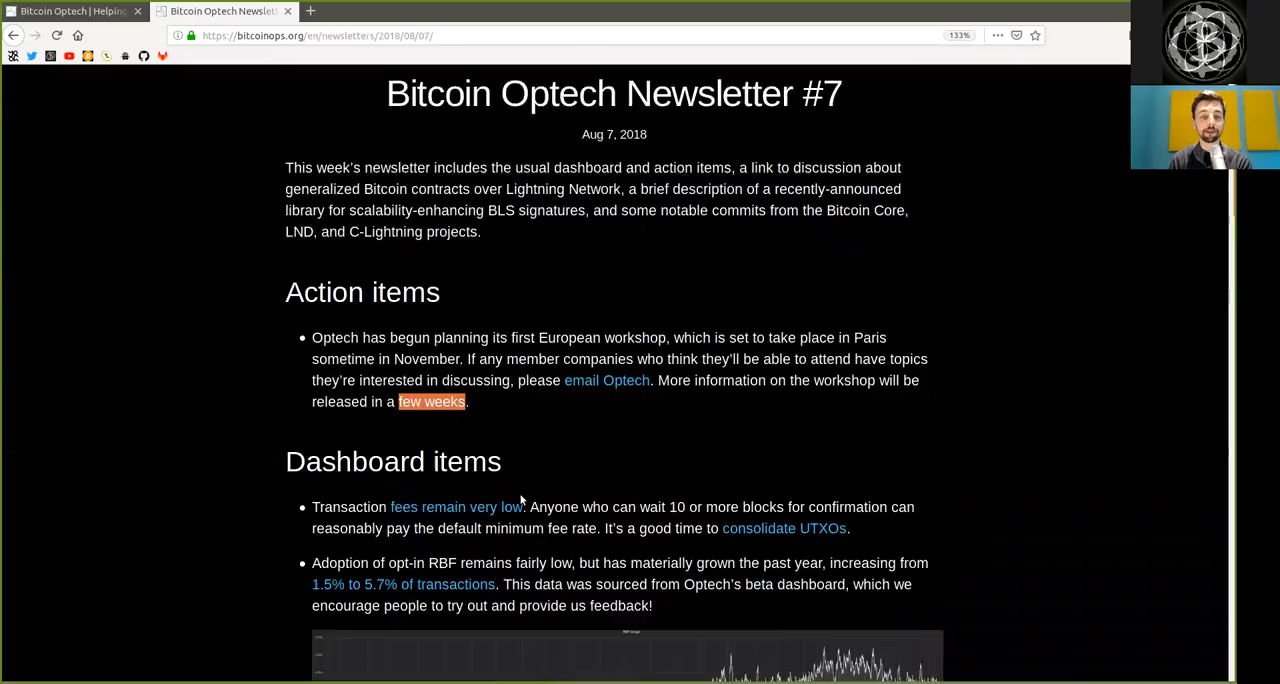 Bitcoin Optech | Helping
Bitcoin Optech Newslett
https://bitcoinops.org/en/newsletters/2018/08/07/
133%
Bitcoin Optech Newsletter #7
Aug 7, 2018
This week's newsletter includes the usual dashboard and action items, a link to discussion about
generalized Bitcoin contracts over Lightning Network, a brief description of a recently-announced
library for scalability-enhancing BLS signatures, and some notable commits from the Bitcoin Core,
LND, and C-Lightning projects.
Action items
• Optech has begun planning its first European workshop, which is set to take place in Paris
sometime in November. If any member companies who think they'll be able to attend have topics
they're interested in discussing, please email Optech. More information on the workshop will be
released in a few weeks.
Dashboard items
• Transaction fees remain very low: Anyone who can wait 10 or more blocks for confirmation can
reasonably pay the default minimum fee rate. It's a good time to consolidate UTXOs.
• Adoption of opt-in RBF remains fairly low, but has materially grown the past year, increasing from
1.5% to 5.7% of transactions. This data was sourced from Optech's beta dashboard, which we
encourage people to try out and provide us feedback!